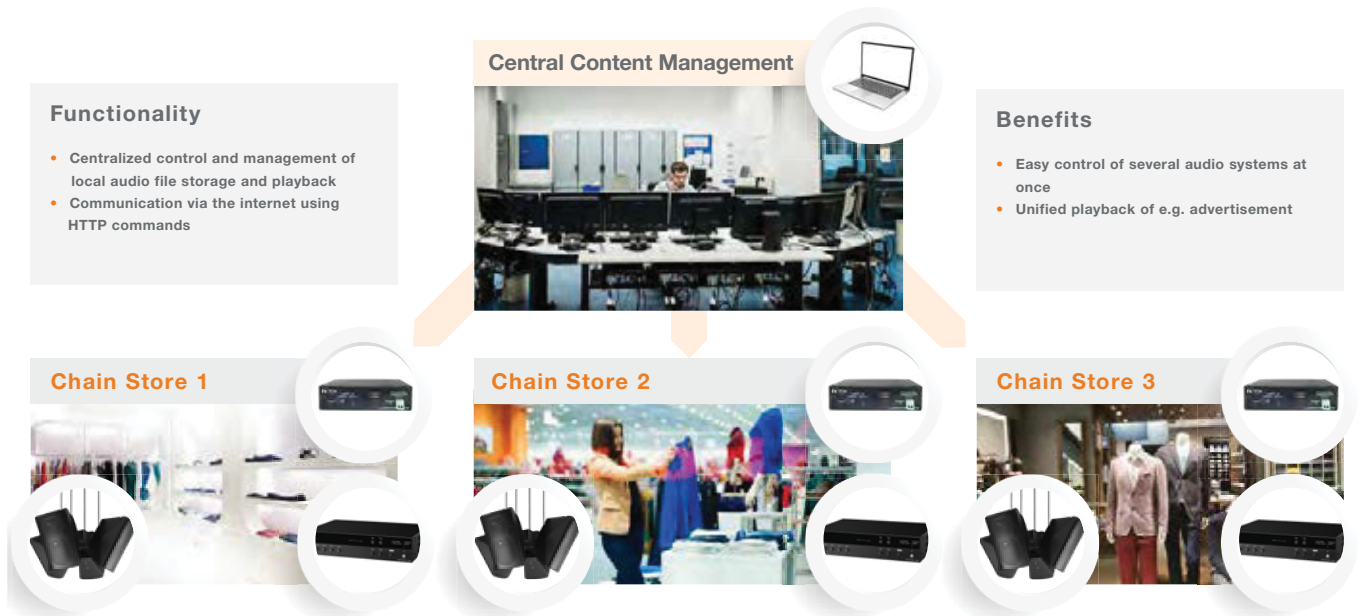 Central Content Management
Functionality
• Centralized control and management of
local audio file storage and playback
• Communication via the internet using
HTTP commands
Benefits
• Easy control of several audio systems at
once
• Unified playback of e.g. advertisement
Chain Store 1
Chain Store 2
Chain Store 3